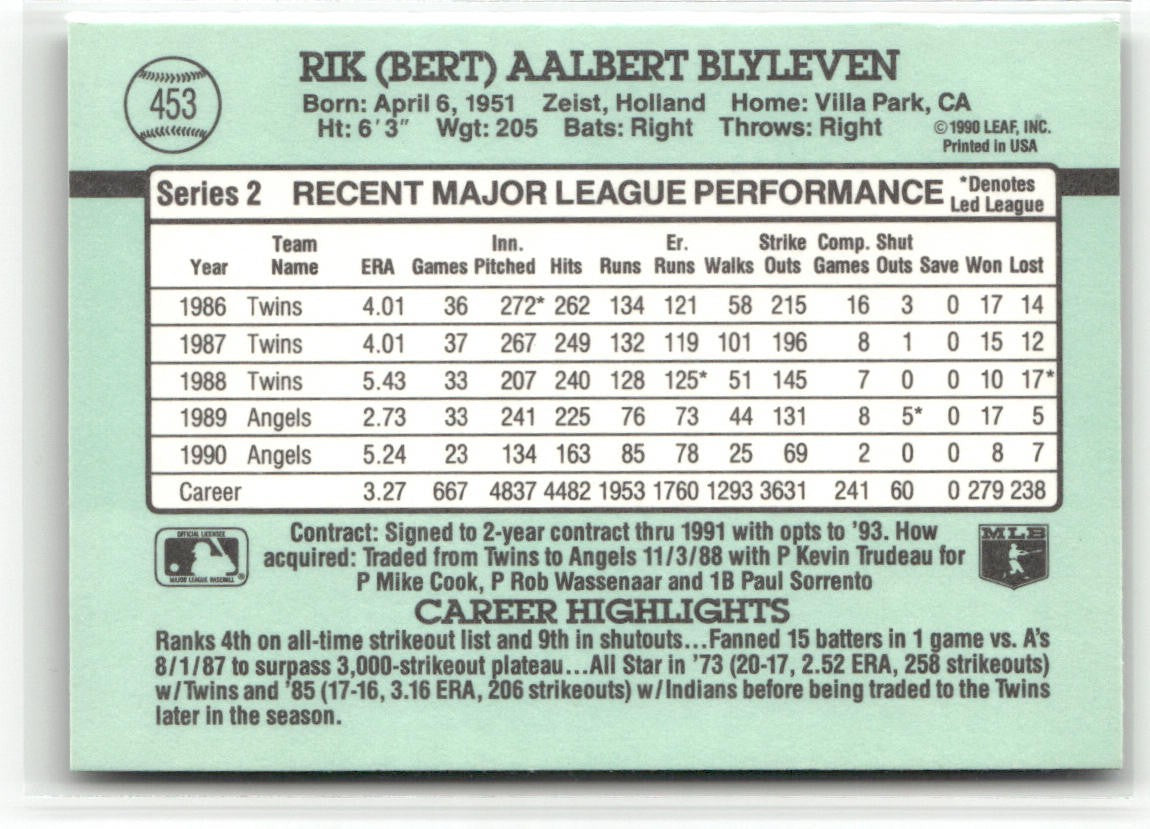 453
RIK (BERT) AALBERT BLYLEVEN
Born: April 6, 1951 Zeist, Holland Home: Villa Park, CA
Ht: 6'3" Wgt: 205 Bats: Right Throws: Right
©1990 LEAF, INC.
Printed in USA
Series 2 RECENT MAJOR LEAGUE PERFORMANCE
*Denotes
Led League
Team Inn. Er. Strike Comp. Shut
Year Name ERA Games Pitched Hits Runs Runs Walks Outs Games Outs Save Won Lost
1986 Twins 4.01 36 272* 262 134 121 58 215 16 3 0 17 14
1987 Twins 4.01 37 267 249 132 119 101 196 8 1 0 15 12
1988 Twins 5.43 33 207 240 128 125* 51 145 7 0 0 10 17*
1989 Angels 2.73 33 241 225 76 73 44 131 8 5* 0 17 5
1990 Angels 5.24 23 134 163 85 78 25 69 2 0 0 8 7
Career 3.27 667 4837 4482 1953 1760 1293 3631 241 60 0 279 238
OFFICIAL LICENSEE
MAJOR LEAGUE BASEBALL®
Contract: Signed to 2-year contract thru 1991 with opts to '93. How
acquired: Traded from Twins to Angels 11/3/88 with P Kevin Trudeau for
P Mike Cook, P Rob Wassenaar and 1B Paul Sorrento
MLB
CAREER HIGHLIGHTS
Ranks 4th on all-time strikeout list and 9th in shutouts...Fanned 15 batters in 1 game vs. A's
8/1/87 to surpass 3,000-strikeout plateau...All Star in '73 (20-17, 2.52 ERA, 258 strikeouts)
w/Twins and '85 (17-16, 3.16 ERA, 206 strikeouts) w/Indians before being traded to the Twins
later in the season.